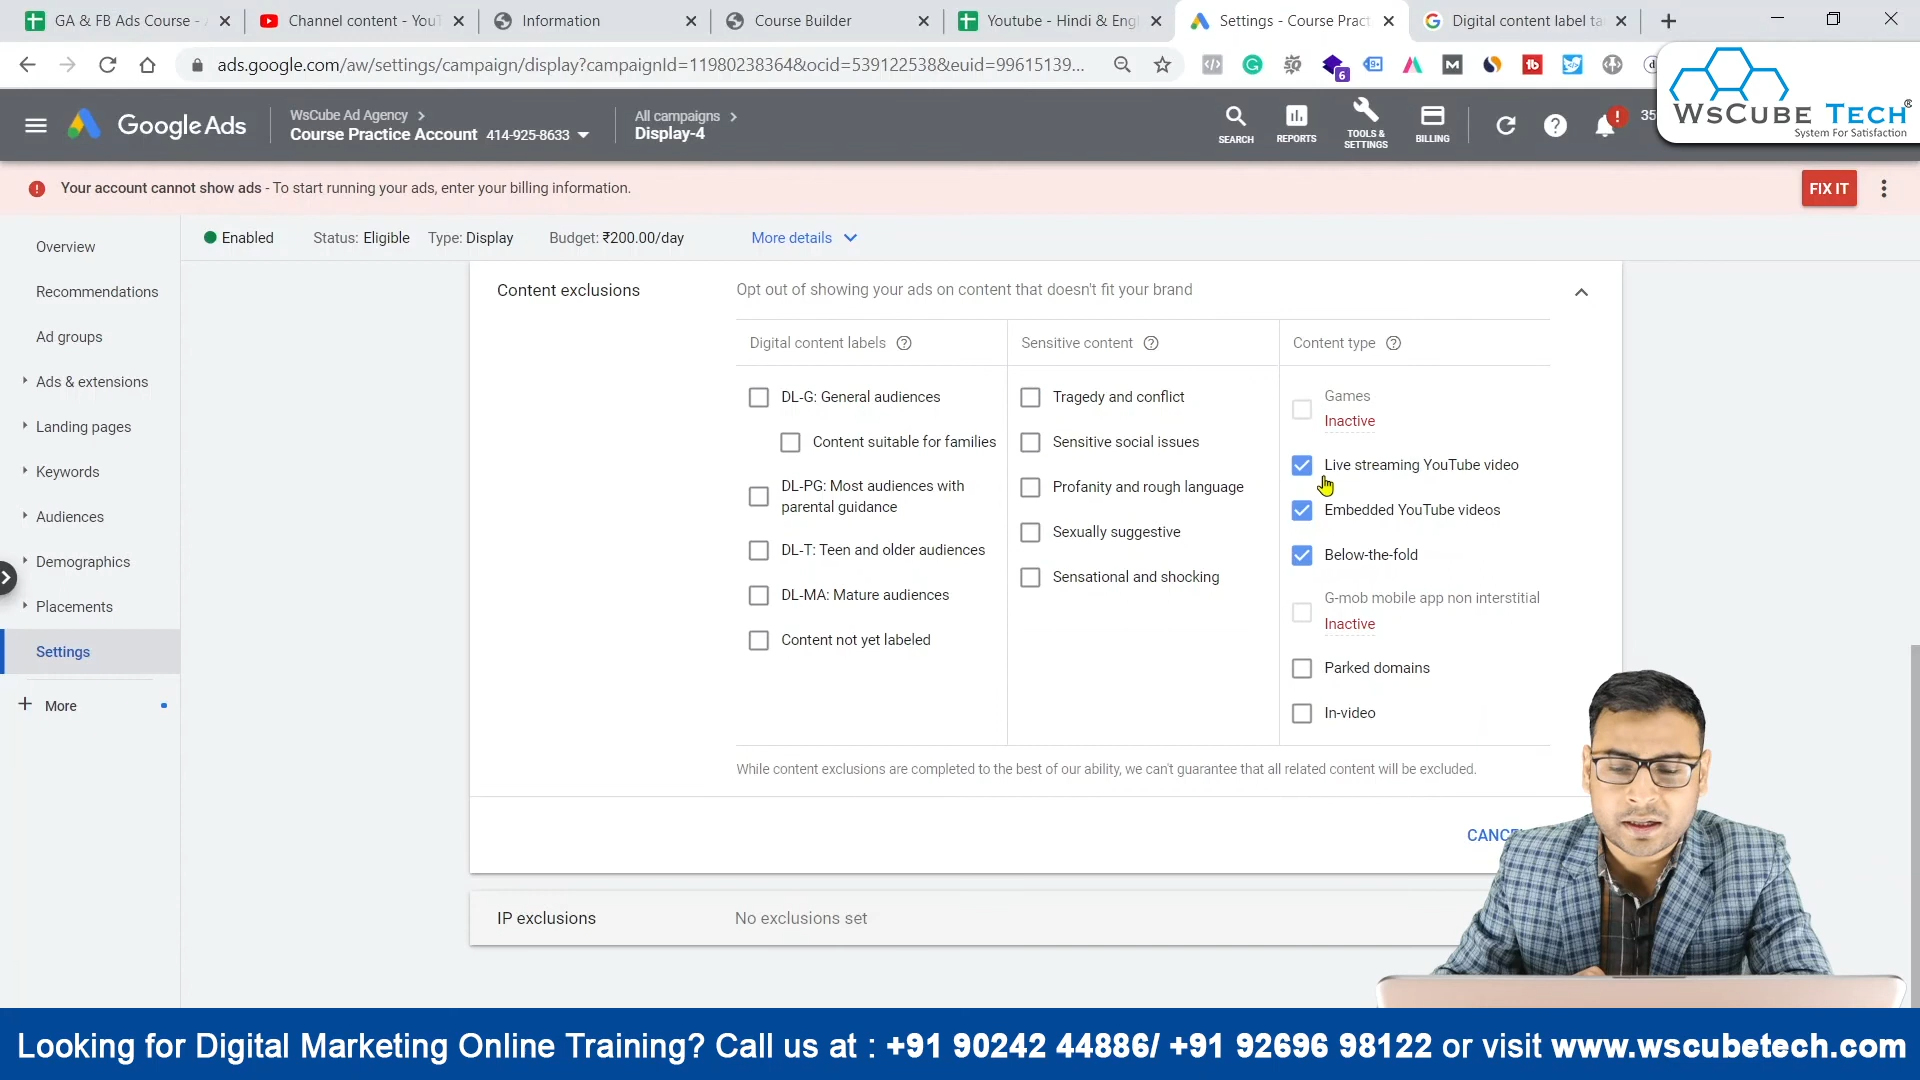 GA & FB Ads Course -
Channel content - YouT
Information
Course Builder
Youtube - Hindi & Engl
Settings - Course Pract
Digital content label ta
ads.google.com/aw/settings/campaign/display?campaignId=11980238364&ocid=539122538&euid=99615139...
6
WsCube Tech®
System For Satisfaction
Google Ads
WsCube Ad Agency
Course Practice Account 414-925-8633
All campaigns
Display-4
SEARCH
REPORTS
TOOLS & SETTINGS
BILLING
Your account cannot show ads - To start running your ads, enter your billing information.
FIX IT
Enabled
Status: Eligible
Type: Display
Budget: ₹200.00/day
More details
Overview
Recommendations
Ad groups
Ads & extensions
Landing pages
Keywords
Audiences
Demographics
Placements
Settings
More
Content exclusions
Opt out of showing your ads on content that doesn't fit your brand
Digital content labels
Sensitive content
Content type
DL-G: General audiences
Content suitable for families
DL-PG: Most audiences with
parental guidance
DL-T: Teen and older audiences
DL-MA: Mature audiences
Content not yet labeled
Tragedy and conflict
Sensitive social issues
Profanity and rough language
Sexually suggestive
Sensational and shocking
Games
Inactive
Live streaming YouTube video
Embedded YouTube videos
Below-the-fold
G-mob mobile app non interstitial
Inactive
Parked domains
In-video
While content exclusions are completed to the best of our ability, we can't guarantee that all related content will be excluded.
IP exclusions
No exclusions set
Looking for Digital Marketing Online Training? Call us at : +91 90242 44886/ +91 92696 98122 or visit www.wscubetech.com